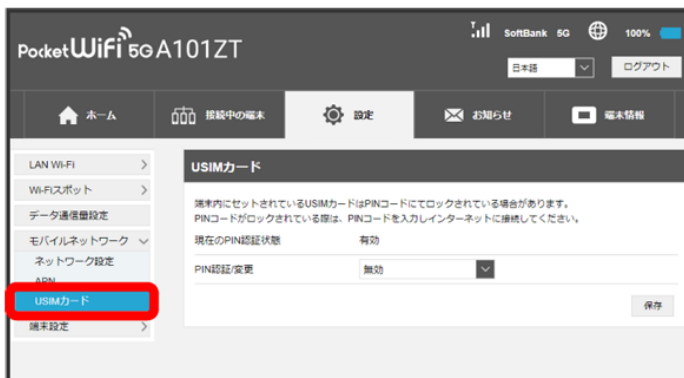 Pocket WiFi 5G A101ZT
SoftBank 5G 100%
日本語 ログアウト
ホーム 接続中の端末 設定 お知らせ 端末情報
LAN Wi-Fi
Wi-Fiスポット
データ通信量設定
モバイルネットワーク
ネットワーク設定
APN
USIMカード
端末設定
USIMカード
端末内にセットされているUSIMカードはPINコードにてロックされている場合があります。
PINコードがロックされている際は、PINコードを入力しインターネットに接続してください。
現在のPIN認証状態 有効
PIN認証/変更 無効
保存